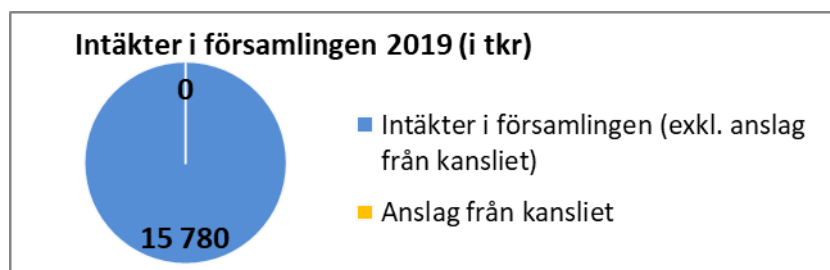 Intäkter i församlingen 2019 (i tkr)
0
15 780
Intäkter i församlingen (exkl. anslag
från kansliet)
Anslag från kansliet